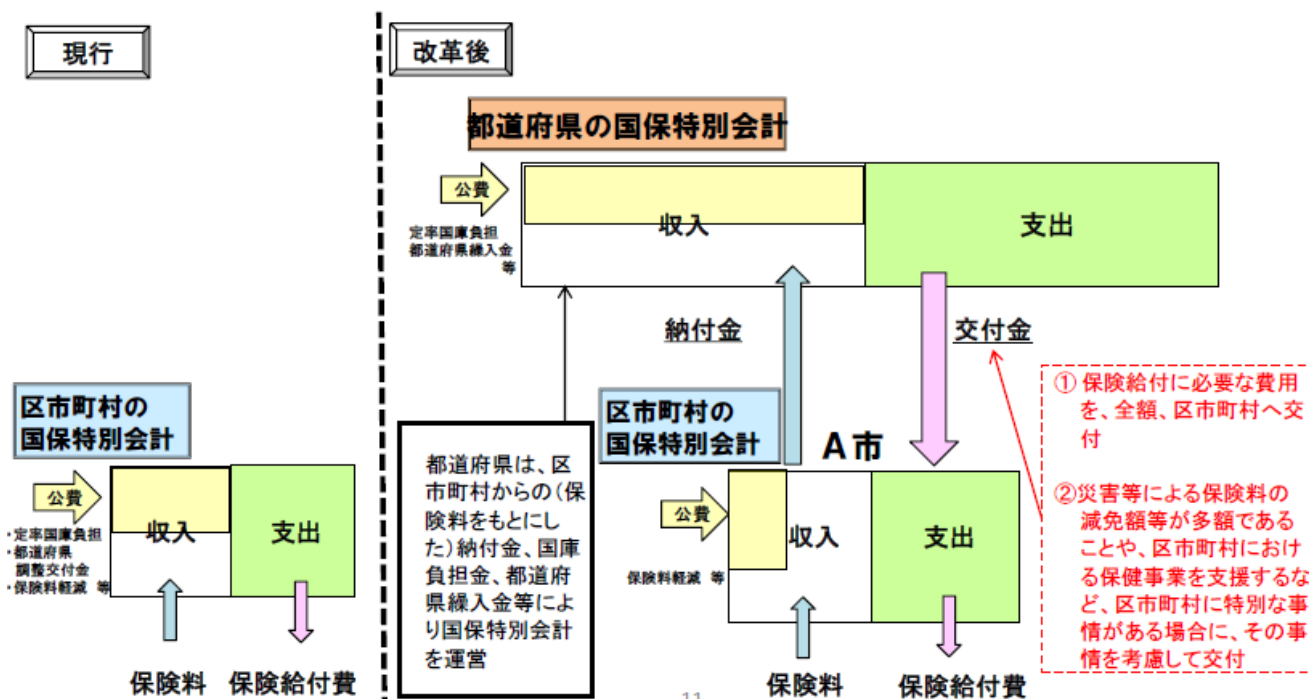 現行
区市町村の
国保特別会計
公費
・定率国庫負担
・都道府県
調整交付金
・保険料軽減 等
収入
支出
保険料
保険給付費
改革後
都道府県の国保特別会計
公費
定率国庫負担
都道府県繰入金
等
収入
支出
納付金
交付金
都道府県は、区
市町村からの(保
険料をもとにし
た)納付金、国庫
負担金、都道府
県繰入金等によ
り国保特別会計
を運営
区市町村の
国保特別会計
A市
公費
保険料軽減 等
収入
支出
保険料
保険給付費
① 保険給付に必要な費用
を、全額、区市町村へ交
付
②災害等による保険料の
減免額等が多額である
ことや、区市町村におけ
る保健事業を支援するな
ど、区市町村に特別な事
情がある場合に、その事
情を考慮して交付
11